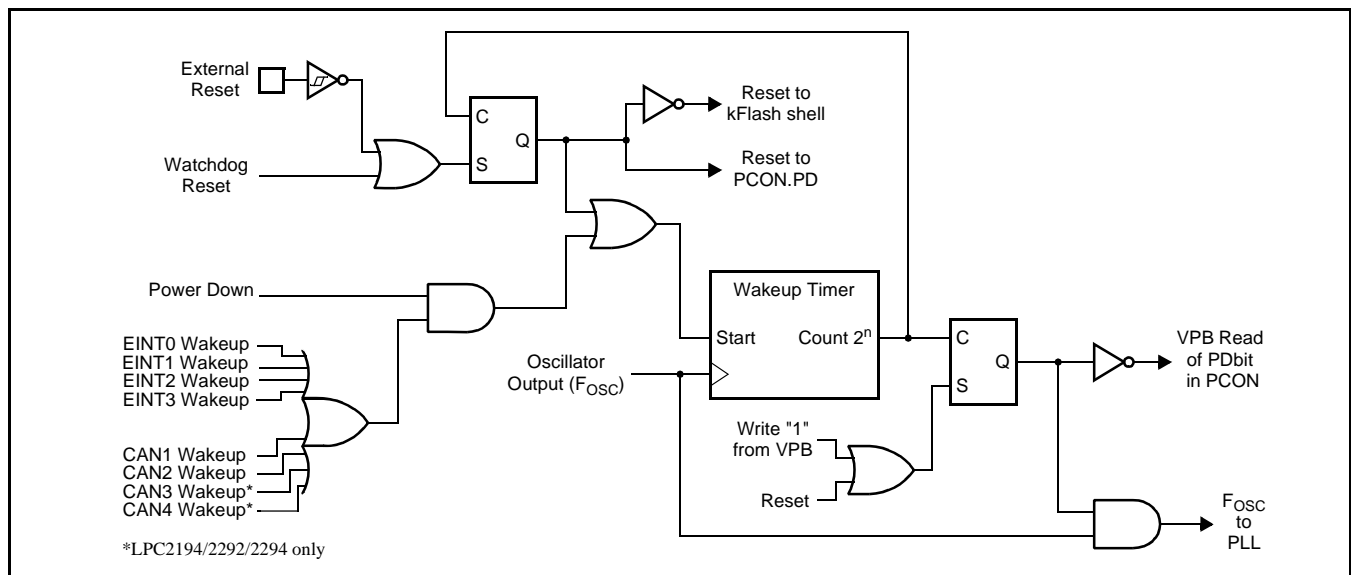 External
Reset
Watchdog
Reset
C
Q
S
Reset to
kFlash shell
Reset to
PCON.PD
Power Down
EINT0 Wakeup
EINT1 Wakeup
EINT2 Wakeup
EINT3 Wakeup
CAN1 Wakeup
CAN2 Wakeup
CAN3 Wakeup*
CAN4 Wakeup*
*LPC2194/2292/2294 only
Oscillator
Output (FOSC)
Wakeup Timer
Start
Count 2ⁿ
C
Q
S
Write "1"
from VPB
Reset
VPB Read
of PDbit
in PCON
FOSC
to
PLL